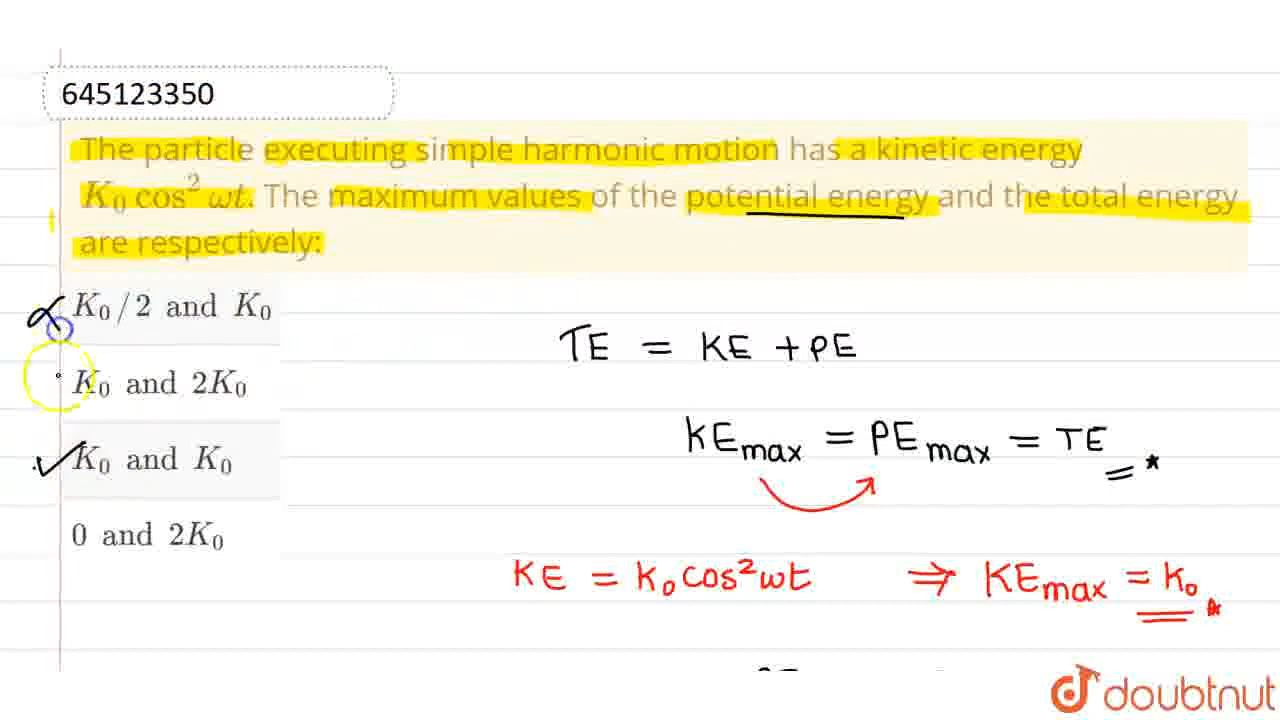 645123350
The particle executing simple harmonic motion has a kinetic energy
K₀ cos² ωt. The maximum values of the potential energy and the total energy
are respectively:
K₀/2 and K₀
K₀ and 2K₀
K₀ and K₀
0 and 2K₀
TE = KE + PE
KEmax = PEmax = TE
KE = K₀cos²ωt ⇒ KEmax = K₀
doubtnut